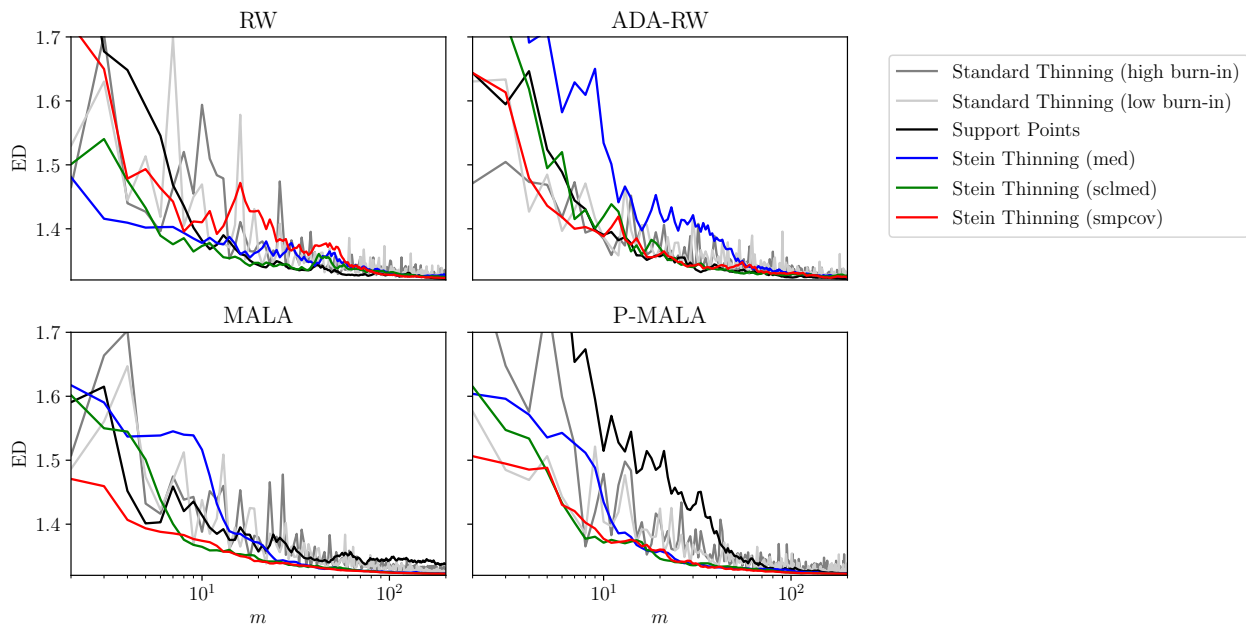 RW
ADA-RW
1.7
1.6
1.5
1.4
ED
Standard Thinning (high burn-in)
Standard Thinning (low burn-in)
Support Points
Stein Thinning (med)
Stein Thinning (sclmed)
Stein Thinning (smpcov)
MALA
P-MALA
1.7
1.6
1.5
1.4
ED
10¹ 10² 10¹ 10²
m m